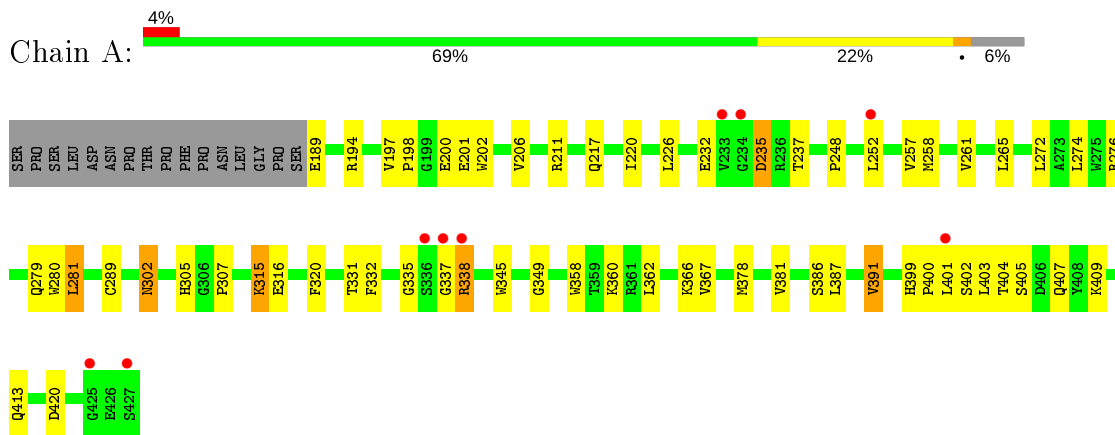 4%
Chain A:
69% 22% • 6%
SER PRO SER LEU ASP ASN PRO THR PRO PHE PRO ASN LEU GLY PRO SER E189 R194 V197 P198 G199 E200 E201 W202 V206 R211 Q217 I220 L226 E232 V233 G234 D235 R236 T237 P248 L252 V257 M258 V261 L265 L272 A273 L274 W275 R276
Q279 W280 L281 C289 N302 H305 G306 P307 K315 E316 F320 T331 F332 G335 S336 G337 R338 W345 G349 W358 T359 K360 R361 L362 K366 V367 M378 V381 S386 L387 V391 H399 P400 L401 S402 L403 T404 S405 D406 Q407 Y408 K409
Q413 D420 G425 E426 S427